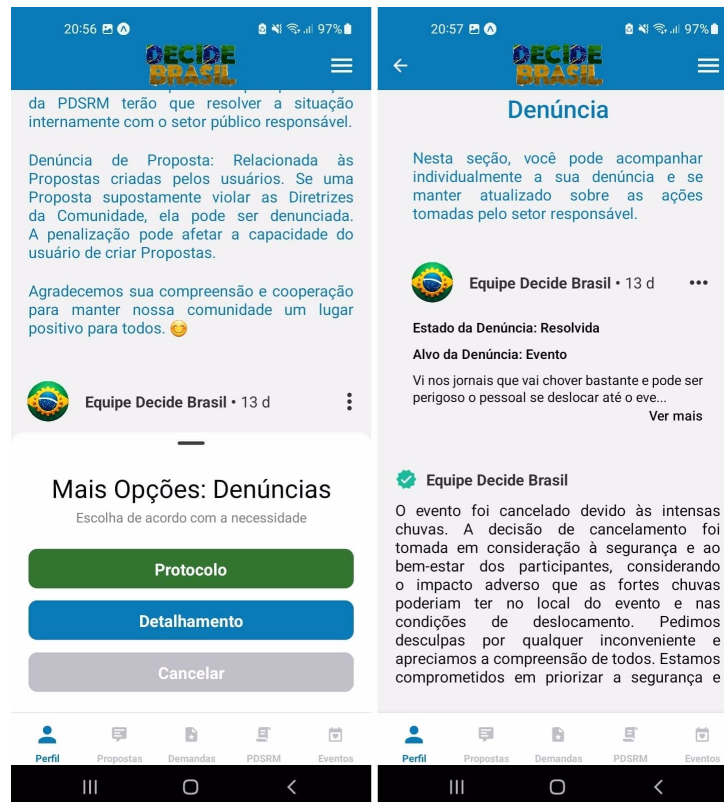 20:56
97%
DECIDE
BRASIL
da PDSRM terão que resolver a situação
internamente com o setor público responsável.
Denúncia de Proposta: Relacionada às
Propostas criadas pelos usuários. Se uma
Proposta supostamente violar as Diretrizes
da Comunidade, ela pode ser denunciada.
A penalização pode afetar a capacidade do
usuário de criar Propostas.
Agradecemos sua compreensão e cooperação
para manter nossa comunidade um lugar
positivo para todos. 😊
Equipe Decide Brasil • 13 d
Mais Opções: Denúncias
Escolha de acordo com a necessidade
Protocolo
Detalhamento
Cancelar
Perfil Propostas Demandas PDSRM Eventos
20:57
97%
DECIDE
BRASIL
Denúncia
Nesta seção, você pode acompanhar
individualmente a sua denúncia e se
manter atualizado sobre as ações
tomadas pelo setor responsável.
Equipe Decide Brasil • 13 d
Estado da Denúncia: Resolvida
Alvo da Denúncia: Evento
Vi nos jornais que vai chover bastante e pode ser
perigoso o pessoal se deslocar até o eve...
Ver mais
Equipe Decide Brasil
O evento foi cancelado devido às intensas
chuvas. A decisão de cancelamento foi
tomada em consideração à segurança e ao
bem-estar dos participantes, considerando
o impacto adverso que as fortes chuvas
poderiam ter no local do evento e nas
condições de deslocamento. Pedimos
desculpas por qualquer inconveniente e
apreciamos a compreensão de todos. Estamos
comprometidos em priorizar a segurança e
Perfil Propostas Demandas PDSRM Eventos